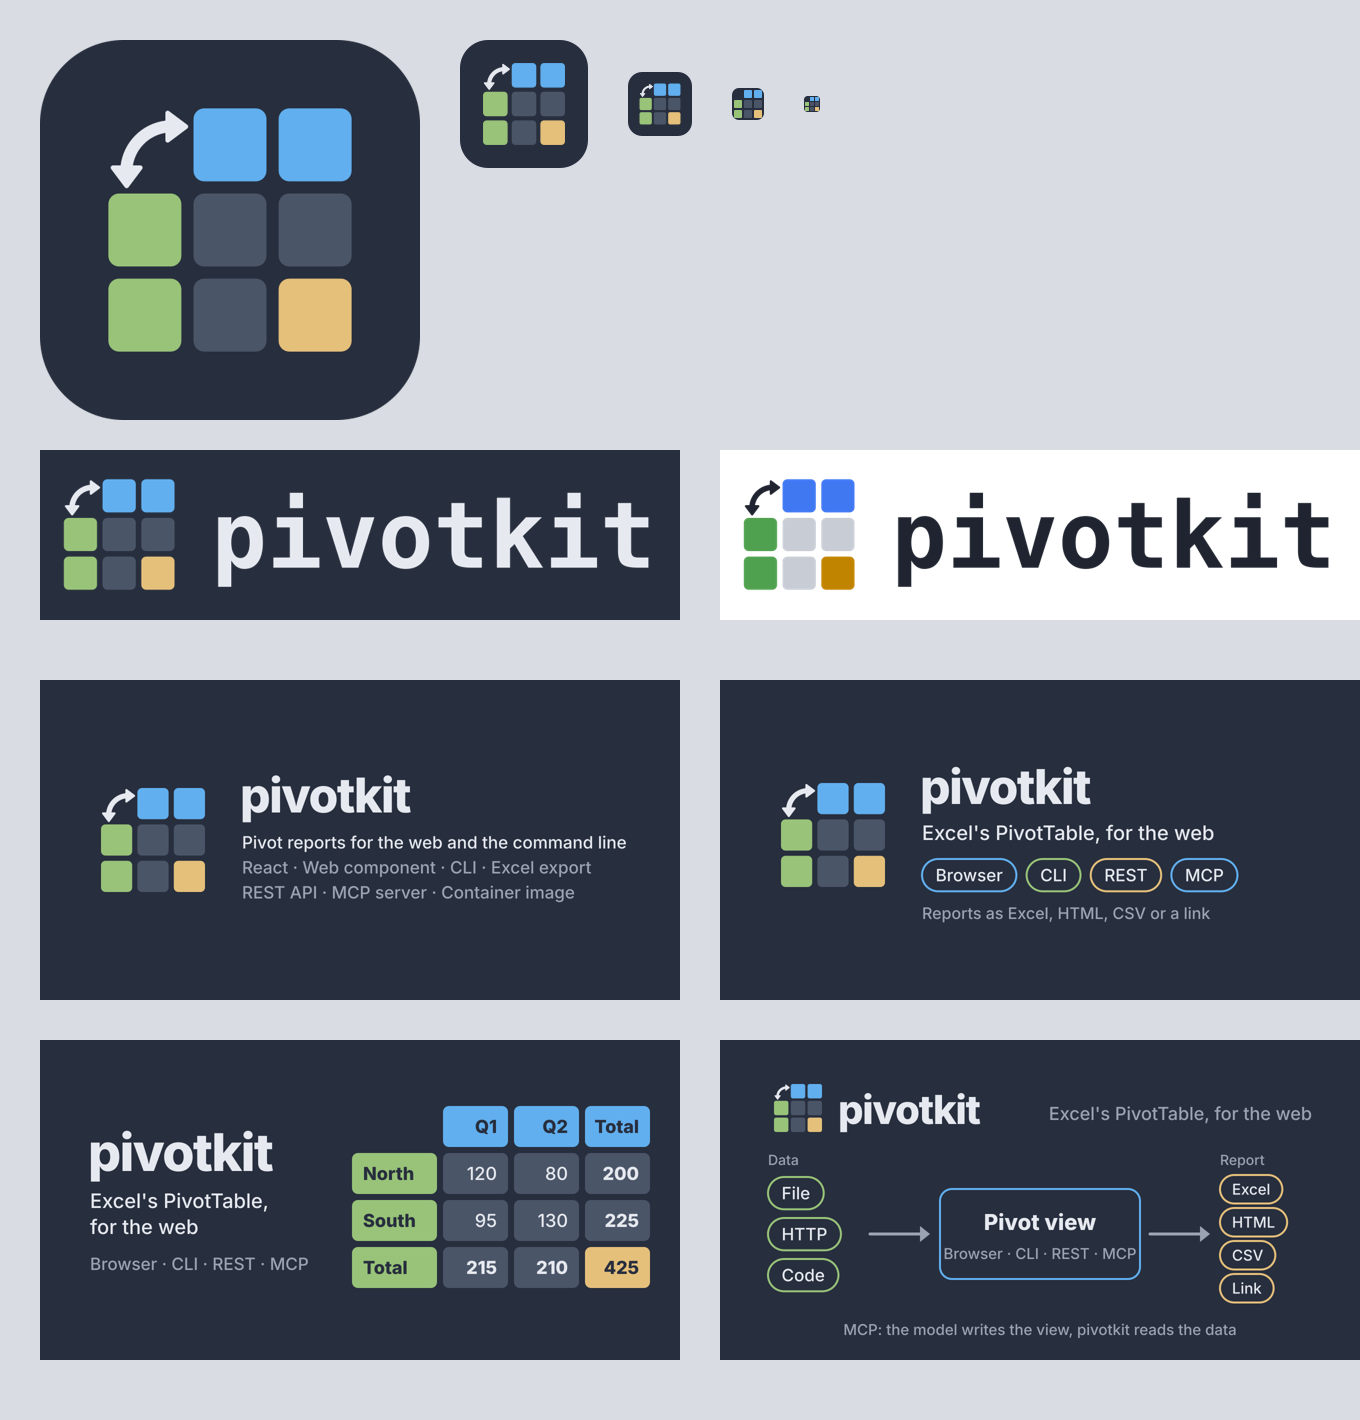 pivotkit
pivotkit
pivotkit
Pivot reports for the web and the command line
React · Web component · CLI · Excel export
REST API · MCP server · Container image
pivotkit
Excel's PivotTable, for the web
Browser CLI REST MCP
Reports as Excel, HTML, CSV or a link
pivotkit
Excel's PivotTable,
for the web
Browser · CLI · REST · MCP
Q1 Q2 Total
North 120 80 200
South 95 130 225
Total 215 210 425
pivotkit
Excel's PivotTable, for the web
Data
File
HTTP
Code
Pivot view
Browser · CLI · REST · MCP
Report
Excel
HTML
CSV
Link
MCP: the model writes the view, pivotkit reads the data